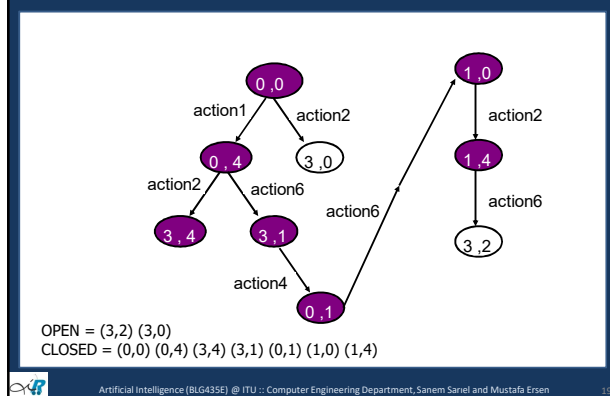 0 ,0
1 ,0
action1
action2
action2
0 , 4
3 ,0
1 ,4
action2
action6
action6
action6
3 , 4
3 ,1
3 ,2
action4
0 ,1
OPEN = (3,2) (3,0)
CLOSED = (0,0) (0,4) (3,4) (3,1) (0,1) (1,0) (1,4)
Artificial Intelligence (BLG435E) @ ITU :: Computer Engineering Department, Sanem Sariel and Mustafa Ersen
19